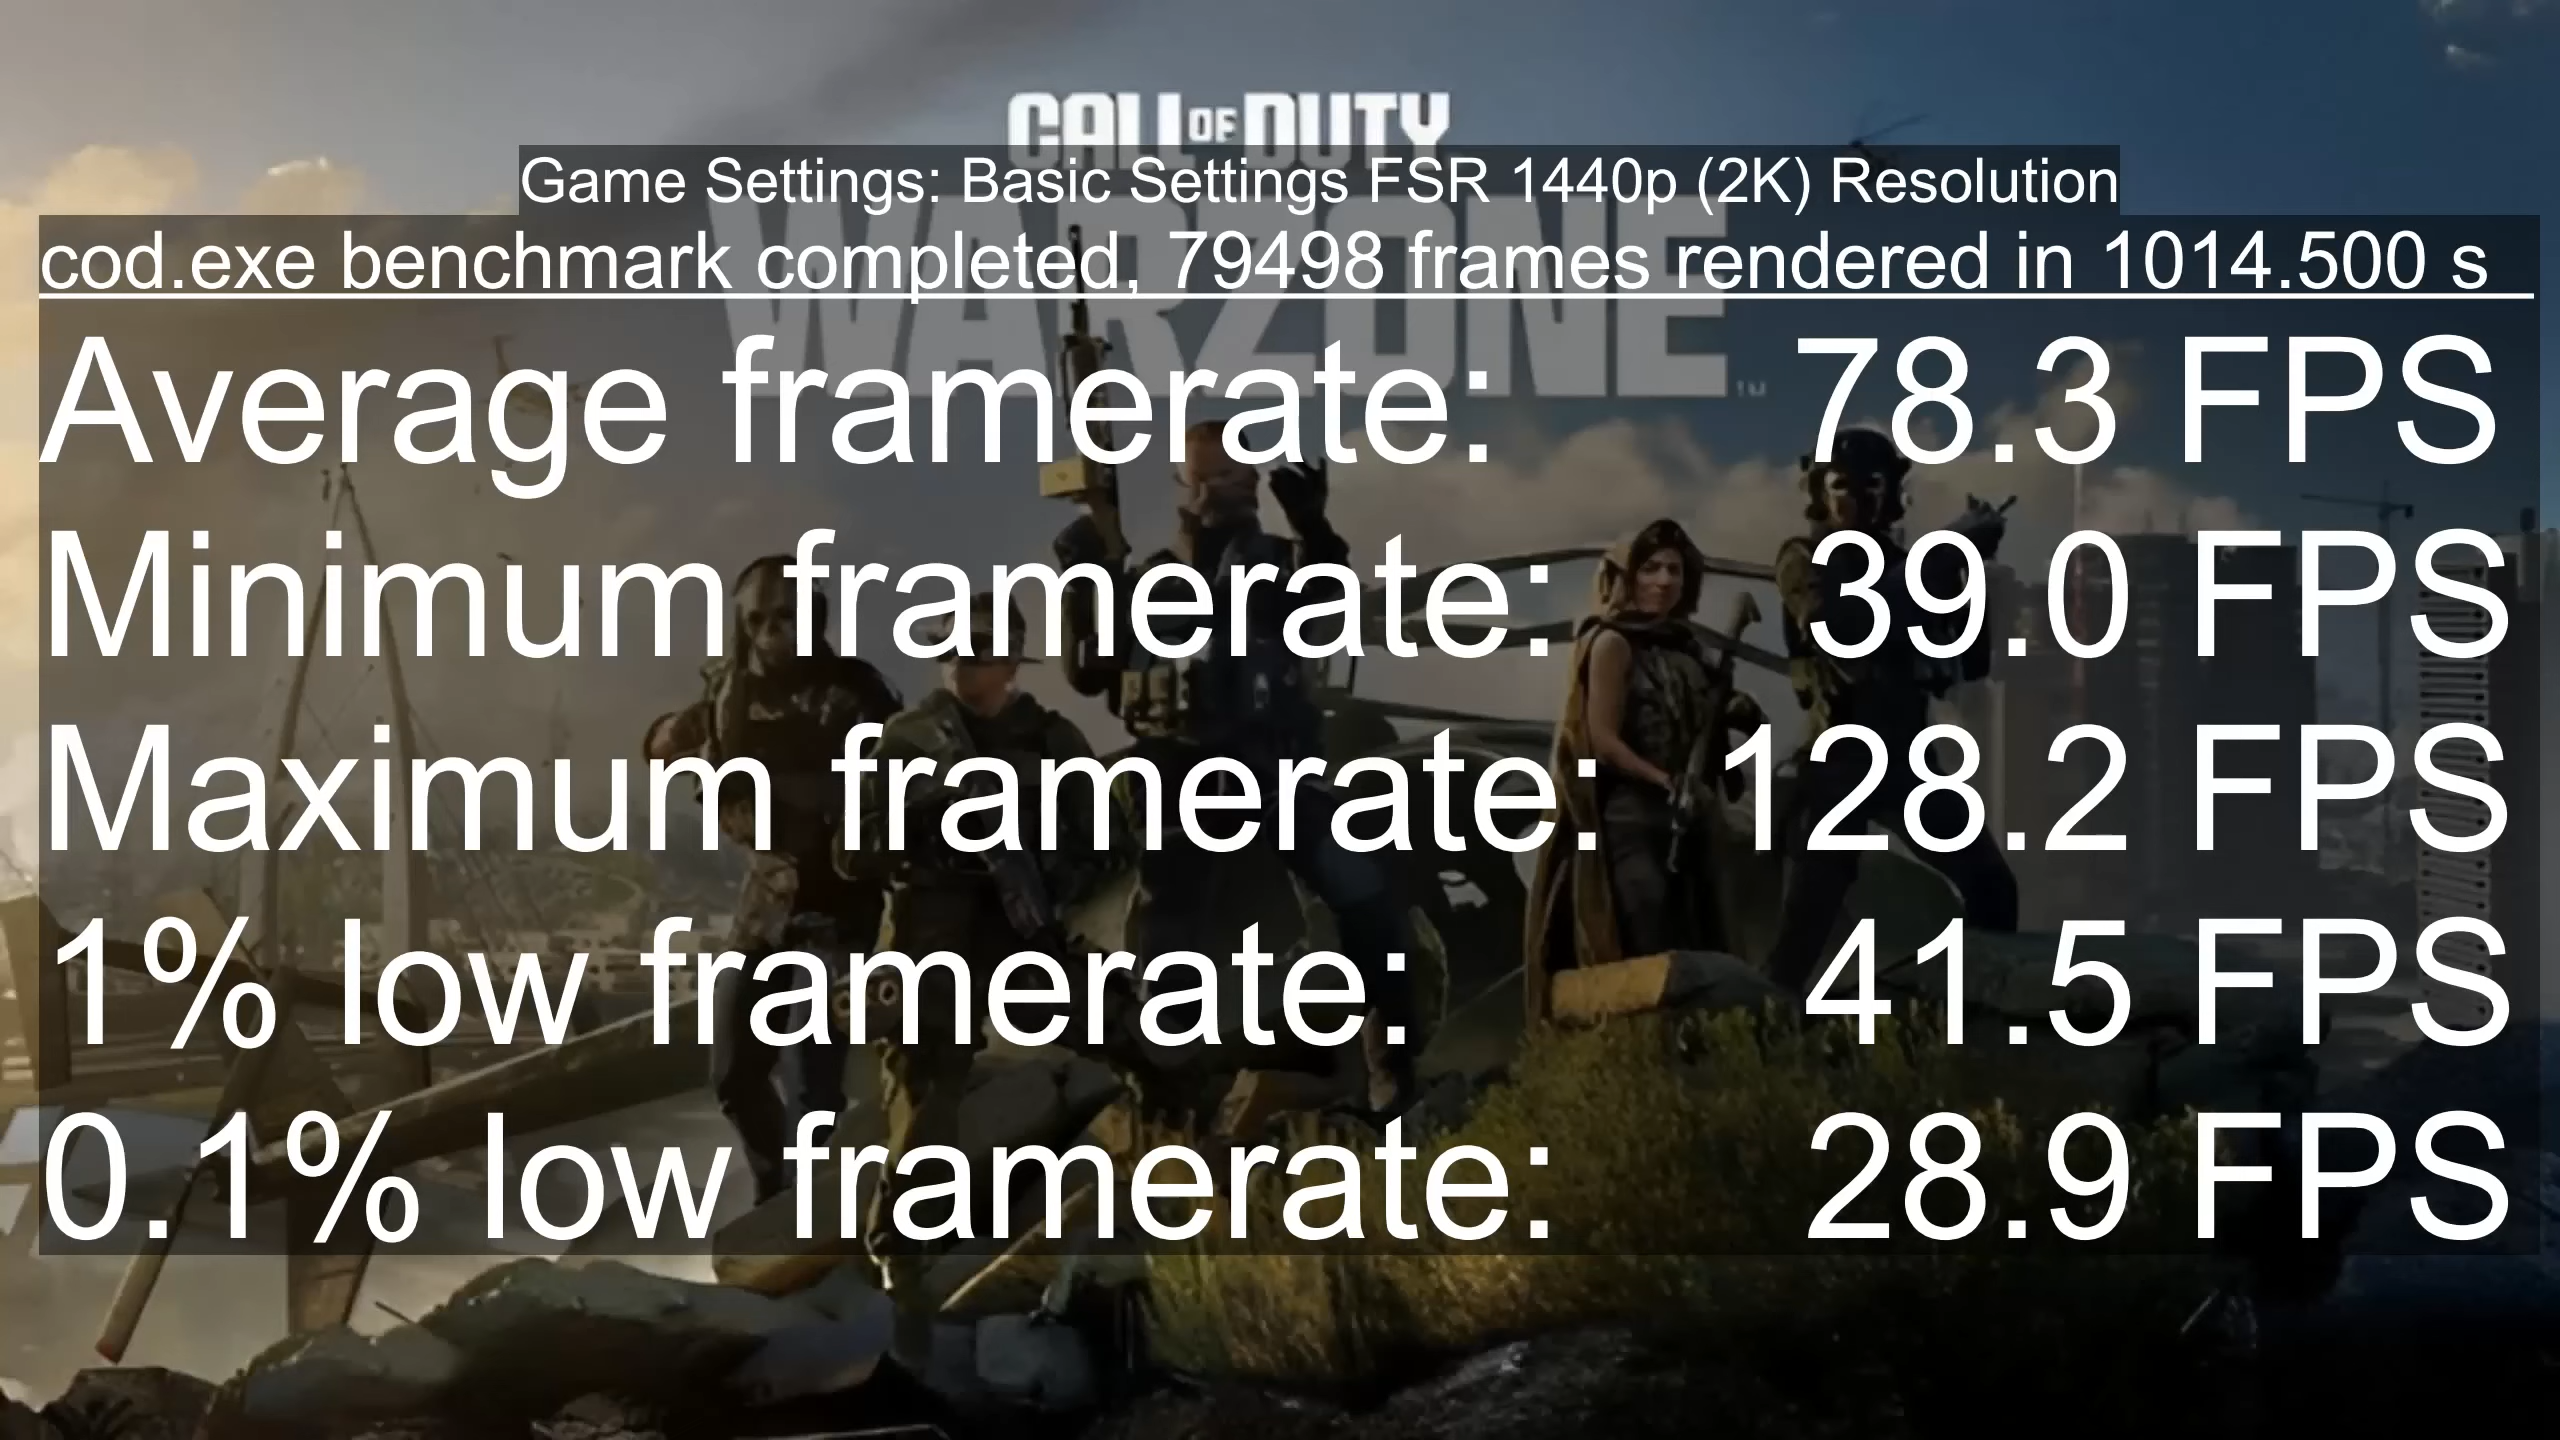 CALL OF DUTY
Game Settings: Basic Settings FSR 1440p (2K) Resolution
WARZONE™
cod.exe benchmark completed, 79498 frames rendered in 1014.500 s
Average framerate: 78.3 FPS
Minimum framerate: 39.0 FPS
Maximum framerate: 128.2 FPS
1% low framerate: 41.5 FPS
0.1% low framerate: 28.9 FPS